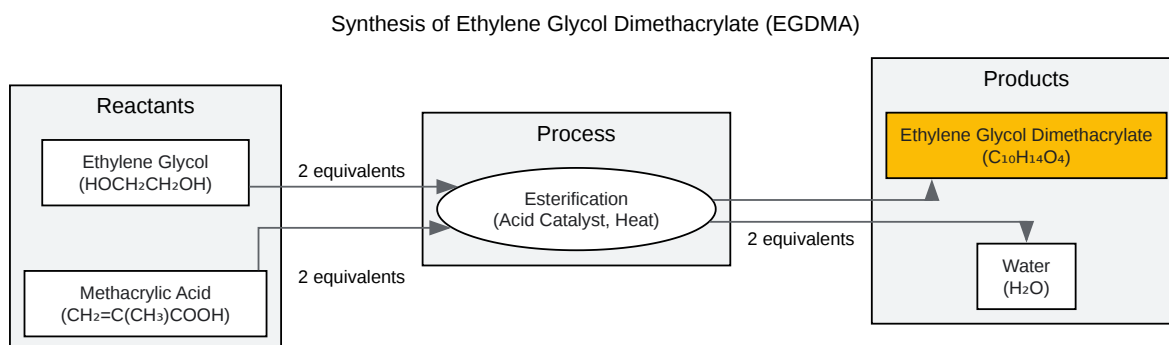 Synthesis of Ethylene Glycol Dimethacrylate (EGDMA)
Reactants
Ethylene Glycol
(HOCH₂CH₂OH)
Methacrylic Acid
(CH₂=C(CH₃)COOH)
2 equivalents
2 equivalents
Process
Esterification
(Acid Catalyst, Heat)
2 equivalents
Products
Ethylene Glycol Dimethacrylate
(C₁₀H₁₄O₄)
Water
(H₂O)